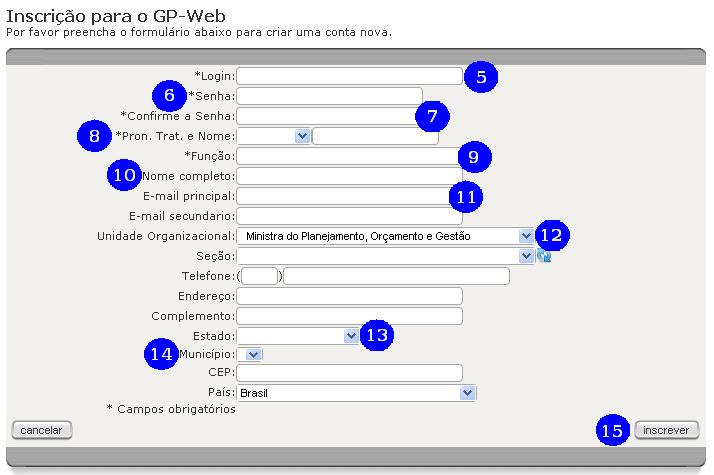 Inscrição para o GP-Web
Por favor preencha o formulário abaixo para criar uma conta nova.
*Login: 5
6 *Senha:
*Confirme a Senha: 7
8 *Pron. Trat. e Nome:
*Função: 9
10 Nome completo:
E-mail principal: 11
E-mail secundario:
Unidade Organizacional: Ministra do Planejamento, Orçamento e Gestão 12
Seção:
Telefone:( )
Endereço:
Complemento:
Estado: 13
14 Município:
CEP:
País: Brasil
* Campos obrigatórios
cancelar 15 inscrever